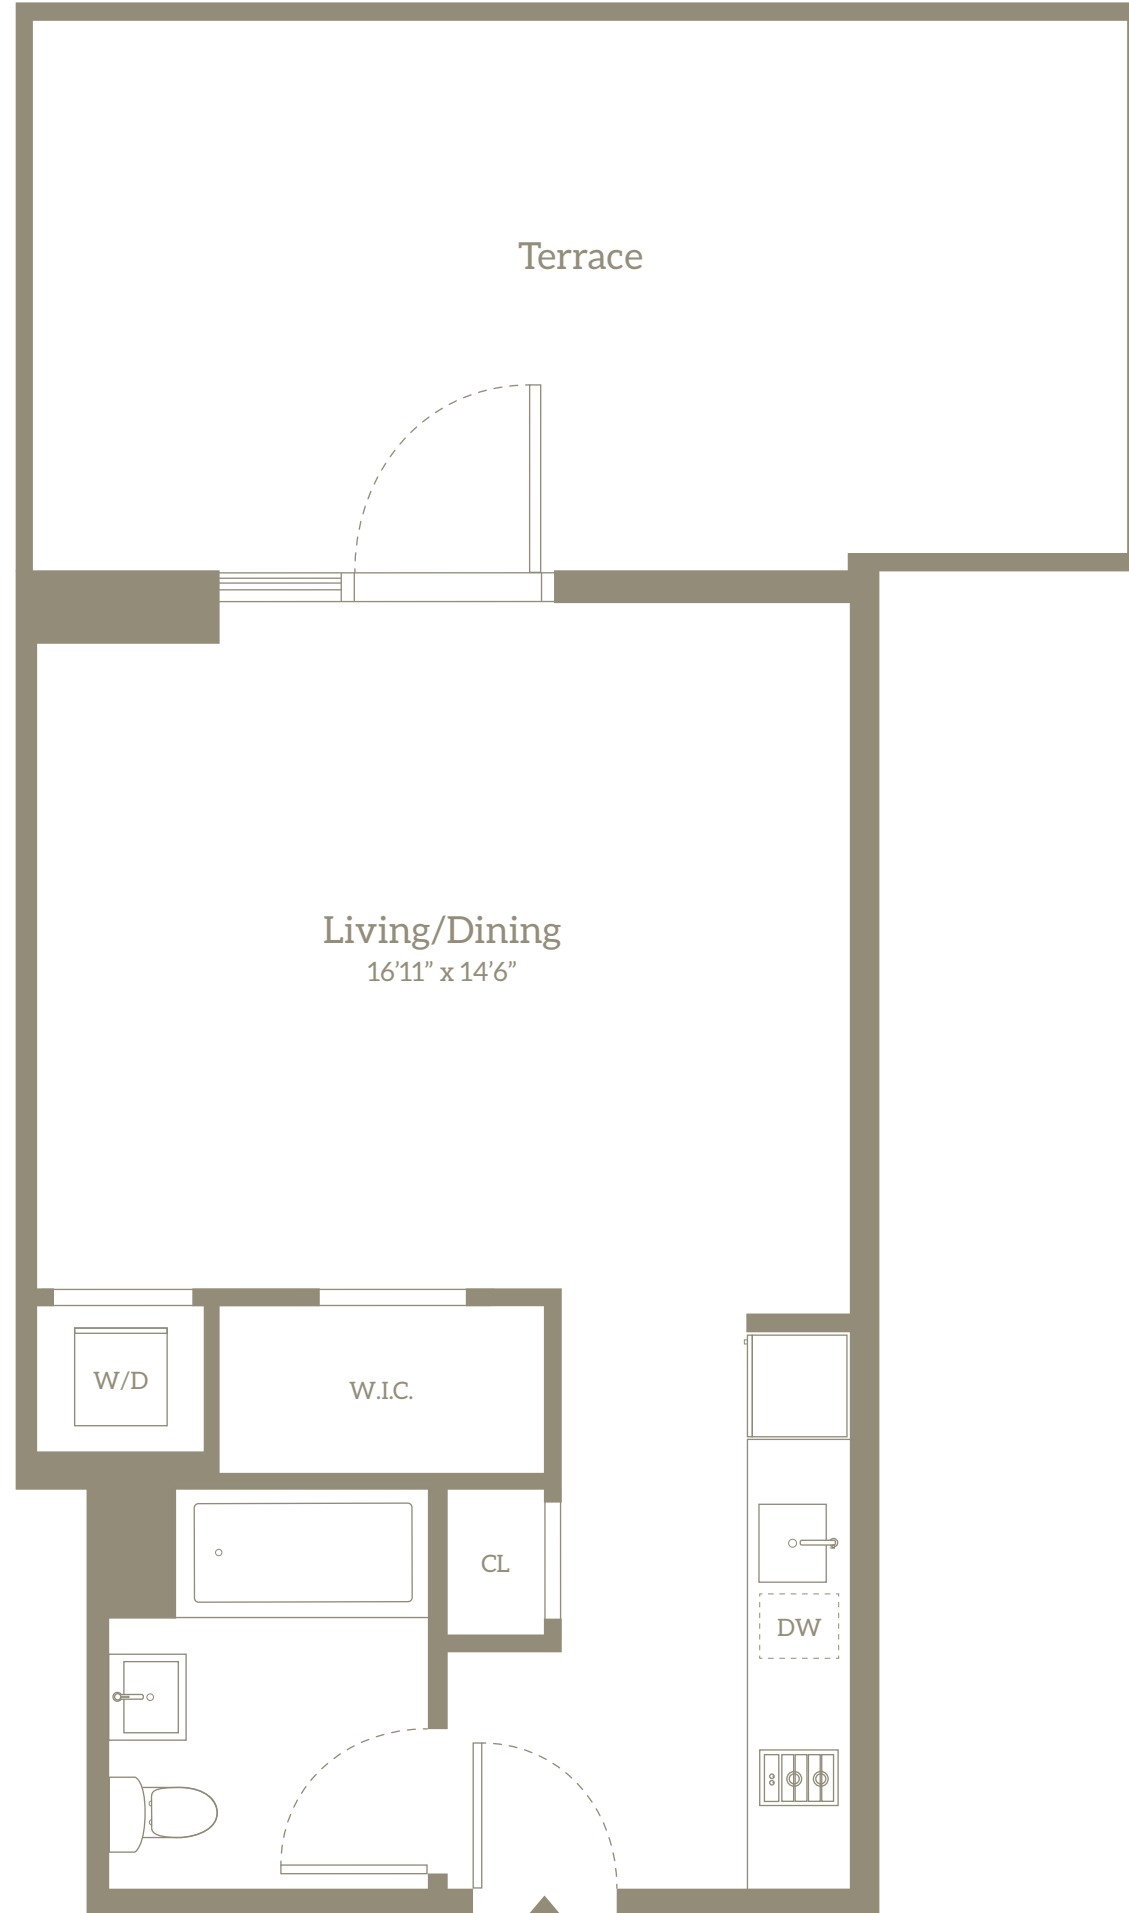 Terrace
Living/Dining
16’11” x 14’6”
W/D
W.I.C.
CL
DW